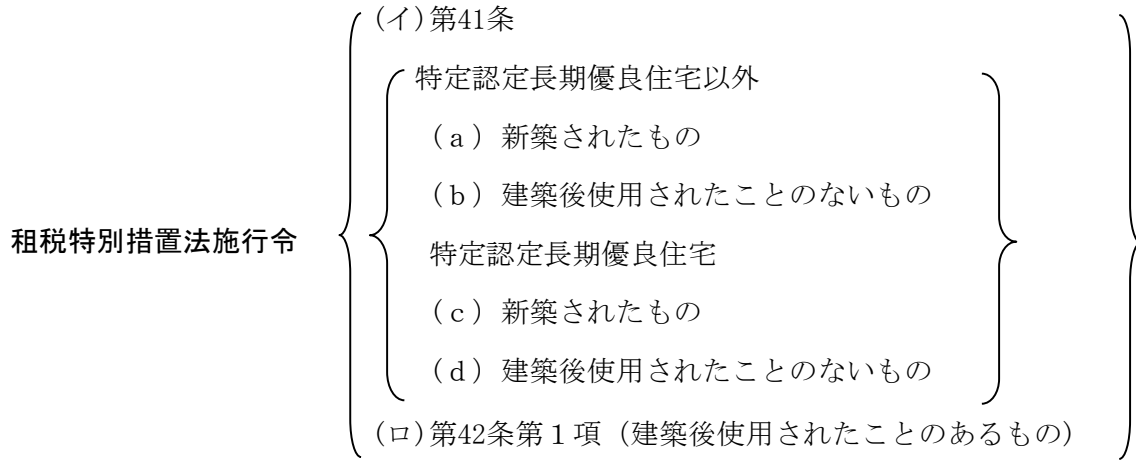 (イ)第41条
特定認定長期優良住宅以外
（ａ）新築されたもの
（ｂ）建築後使用されたことのないもの
租税特別措置法施行令
特定認定長期優良住宅
（ｃ）新築されたもの
（ｄ）建築後使用されたことのないもの
(ロ)第42条第１項（建築後使用されたことのあるもの）